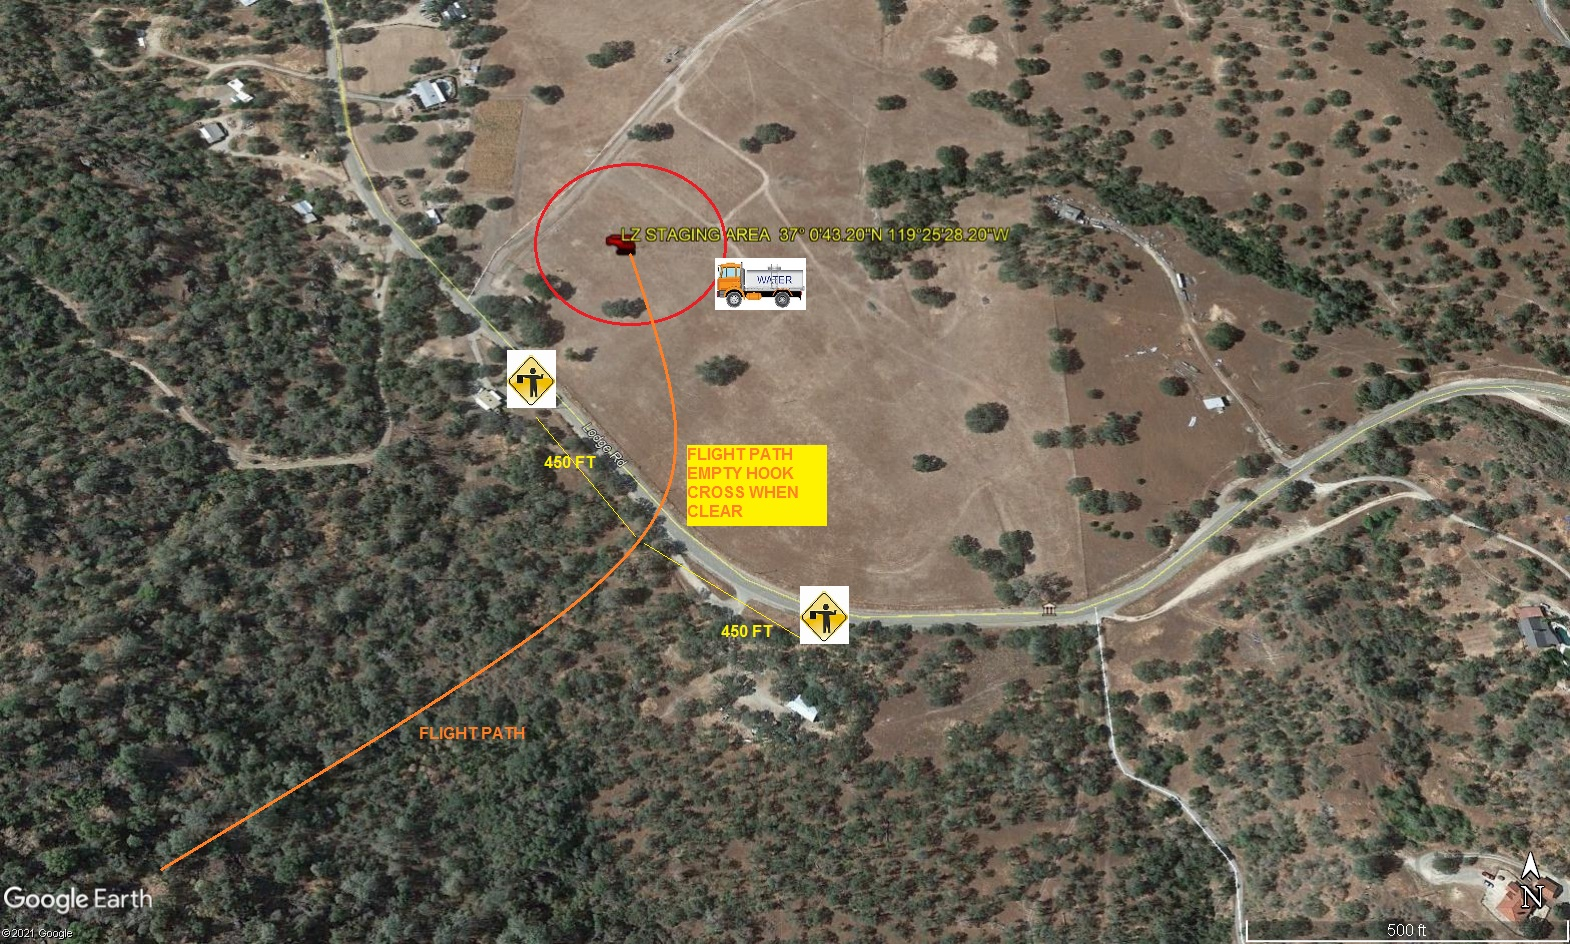 LZ STAGING AREA 37° 0'43.20"N 119°25'28.20"W
WATER
Lodge Rd
450 FT
FLIGHT PATH
EMPTY HOOK
CROSS WHEN
CLEAR
450 FT
FLIGHT PATH
Google Earth
©2021 Google
N
500 ft